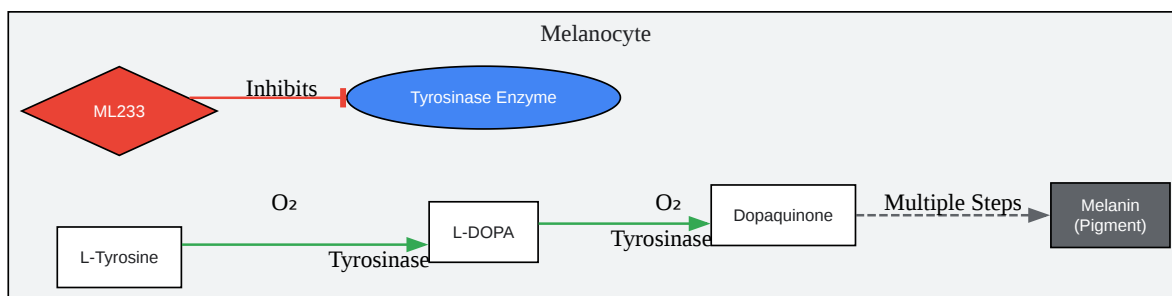 Melanocyte
Inhibits
ML233
Tyrosinase Enzyme
O₂
O₂
L-Tyrosine
Tyrosinase
L-DOPA
Tyrosinase
Dopaquinone
Multiple Steps
Melanin
(Pigment)